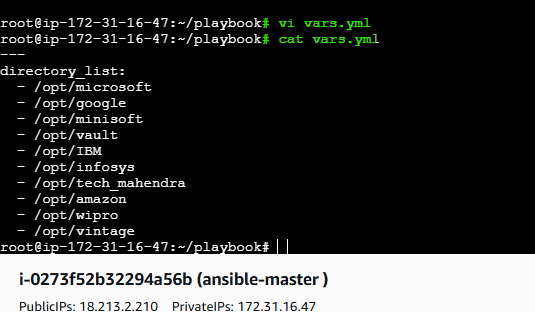 root@ip-172-31-16-47:~/playbook# vi vars.yml
root@ip-172-31-16-47:~/playbook# cat vars.yml
---
directory_list:
  - /opt/microsoft
  - /opt/google
  - /opt/minisoft
  - /opt/vault
  - /opt/IBM
  - /opt/infosys
  - /opt/tech_mahendra
  - /opt/amazon
  - /opt/wipro
  - /opt/vintage
root@ip-172-31-16-47:~/playbook#
i-0273f52b32294a56b (ansible-master )
PublicIPs: 18.213.2.210   PrivateIPs: 172.31.16.47